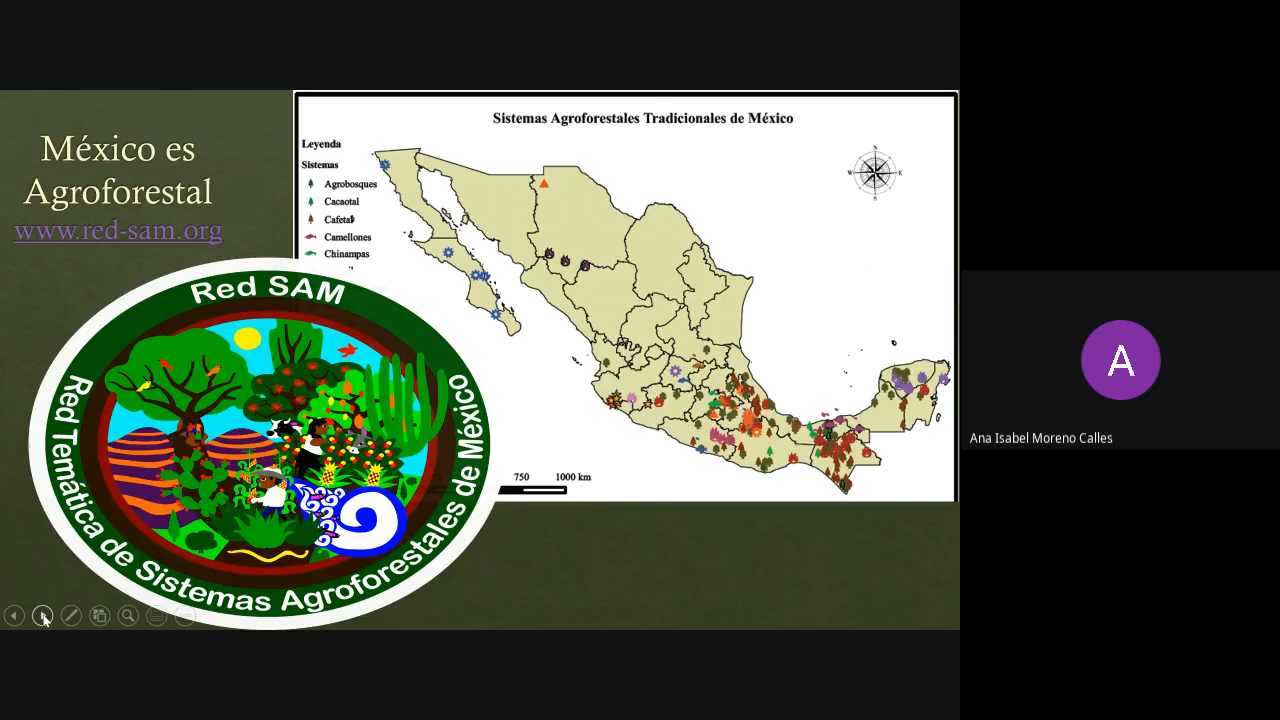 México es
Agroforestal
www.red-sam.org
Sistemas Agroforestales Tradicionales de México
Leyenda
Sistemas
Agrobosques
Cacaotal
Cafetal
Camellones
Chinampas
N
W
E
S
750
1000 km
Red SAM
Red Temática de Sistemas Agroforestales de México
A
Ana Isabel Moreno Calles